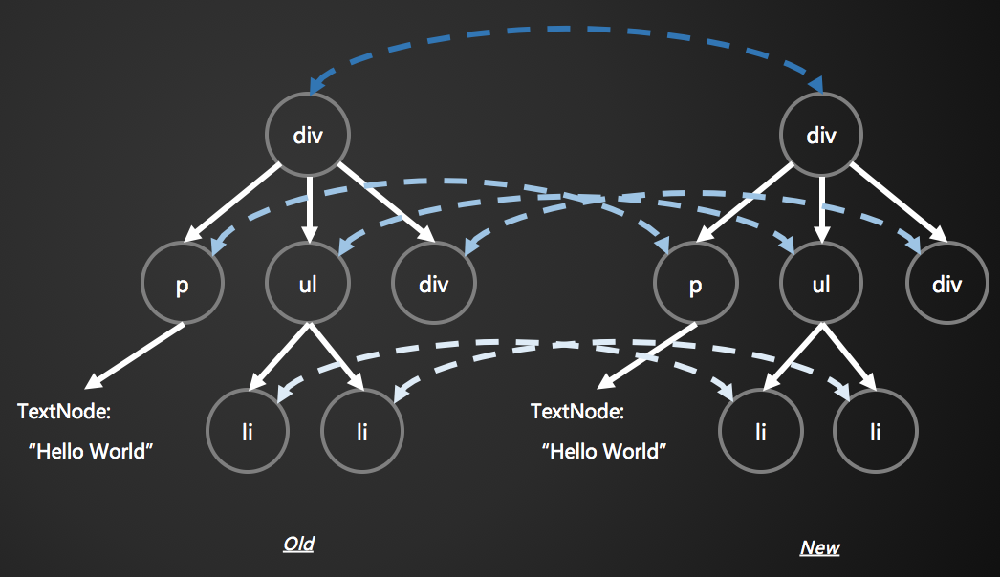 div
div
p
ul
div
p
ul
div
TextNode:
“Hello World”
li
li
TextNode:
“Hello World”
li
li
Old
New